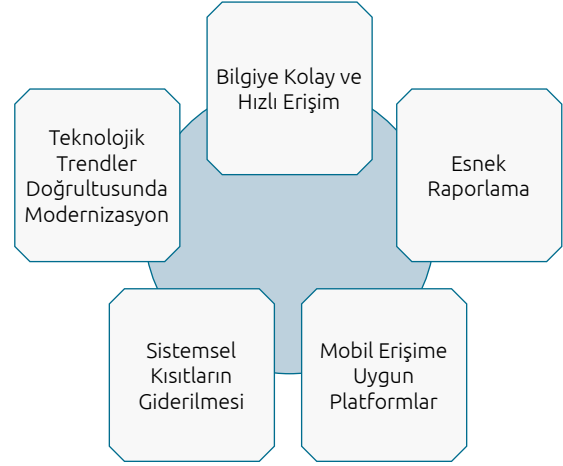 Bilgiye Kolay ve
Hızlı Erişim
Teknolojik
Trendler
Doğrultusunda
Modernizasyon
Esnek
Raporlama
Sistemsel
Kısıtların
Giderilmesi
Mobil Erişime
Uygun
Platformlar